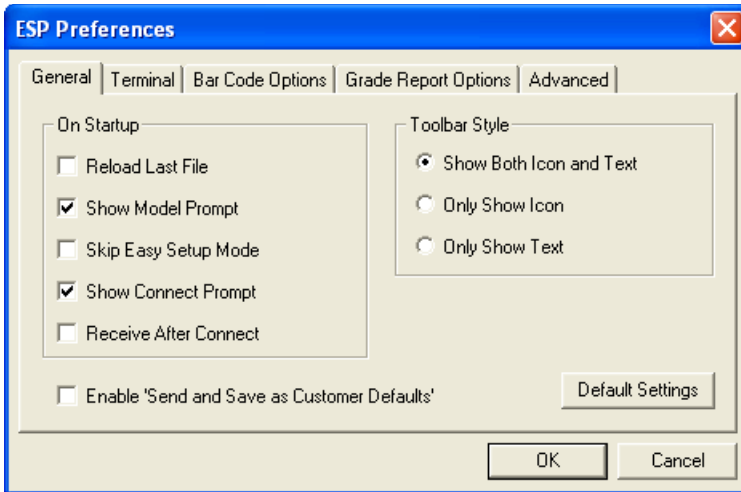 ESP Preferences
General Terminal Bar Code Options Grade Report Options Advanced
On Startup
Reload Last File
Show Model Prompt
Skip Easy Setup Mode
Show Connect Prompt
Receive After Connect
Toolbar Style
Show Both Icon and Text
Only Show Icon
Only Show Text
Enable 'Send and Save as Customer Defaults'
Default Settings
OK Cancel